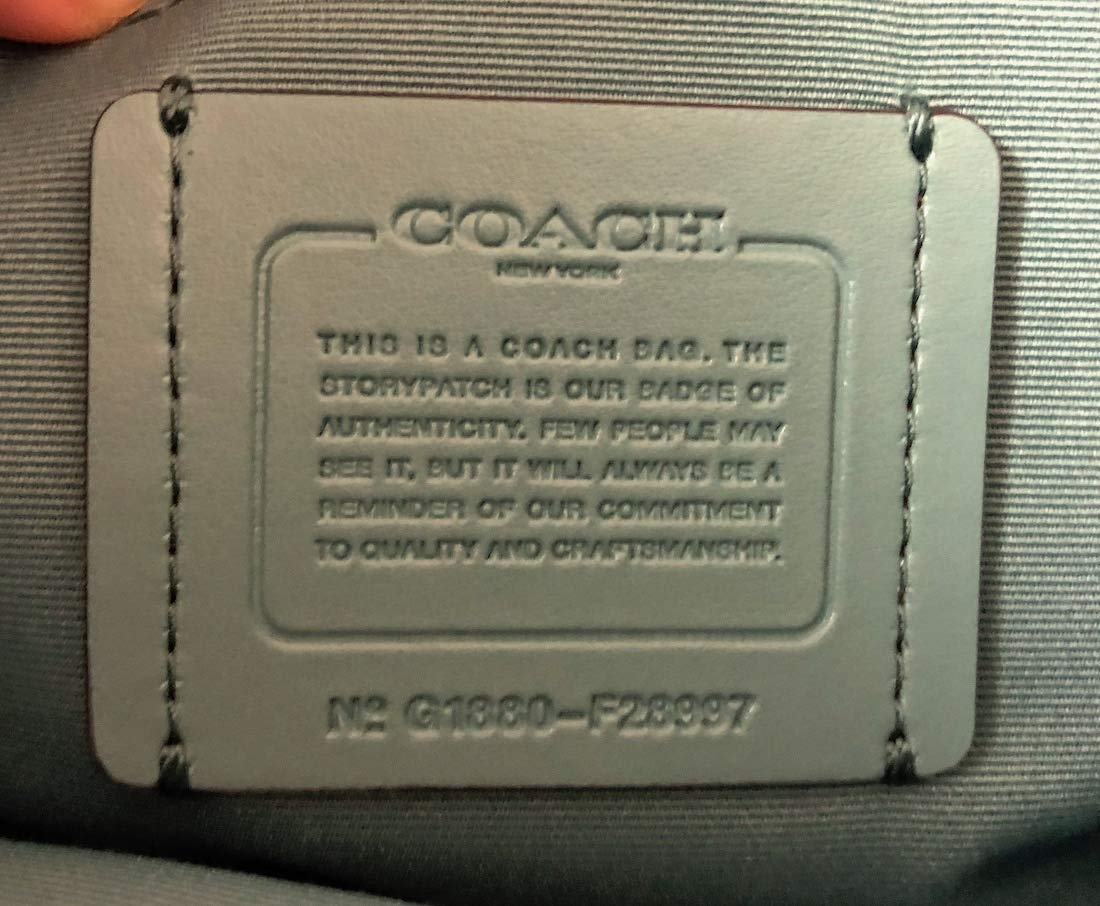 COACH
NEW YORK
THIS IS A COACH BAG. THE
STORYPATCH IS OUR BADGE OF
AUTHENTICITY. FEW PEOPLE MAY
SEE IT, BUT IT WILL ALWAYS BE A
REMINDER OF OUR COMMITMENT
TO QUALITY AND CRAFTSMANSHIP.
Nº G1880-F28997